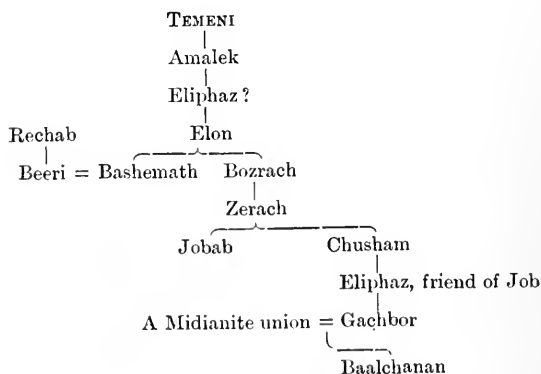 TEMENI
Amalek
Eliphaz?
Rechab Elon
Beeri = Bashemath Bozrach
Zerach
Jobab Chusham
Eliphaz, friend of Job
A Midianite union = Gachbor
Baalchanan